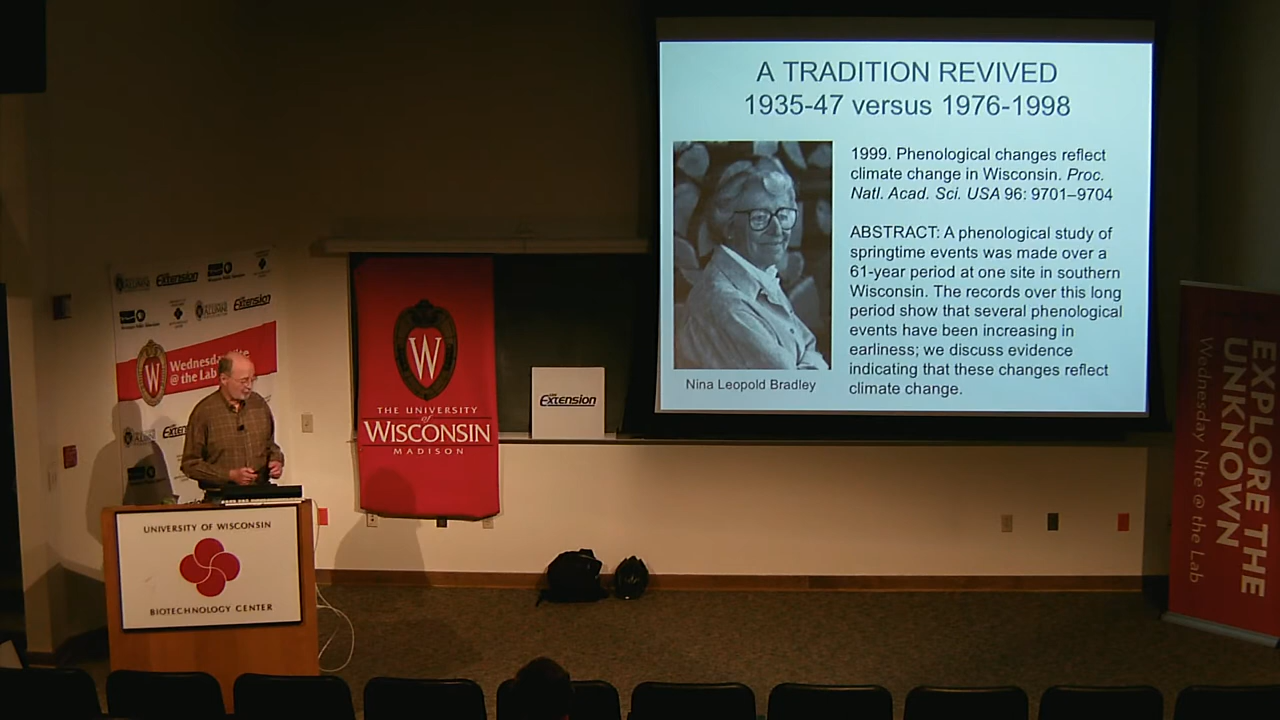 A TRADITION REVIVED
1935-47 versus 1976-1998
1999. Phenological changes reflect
climate change in Wisconsin. Proc.
Natl. Acad. Sci. USA 96: 9701–9704
ABSTRACT: A phenological study of
springtime events was made over a
61-year period at one site in southern
Wisconsin. The records over this long
period show that several phenological
events have been increasing in
earliness; we discuss evidence
indicating that these changes reflect
climate change.
Nina Leopold Bradley
Extension
Extension
Wednesday Nite
@ the Lab
W
W
THE UNIVERSITY
of
WISCONSIN
MADISON
Extension
UNIVERSITY OF WISCONSIN
BIOTECHNOLOGY CENTER
EXPLORE THE
UNKNOWN
Wednesday Nite @ the Lab